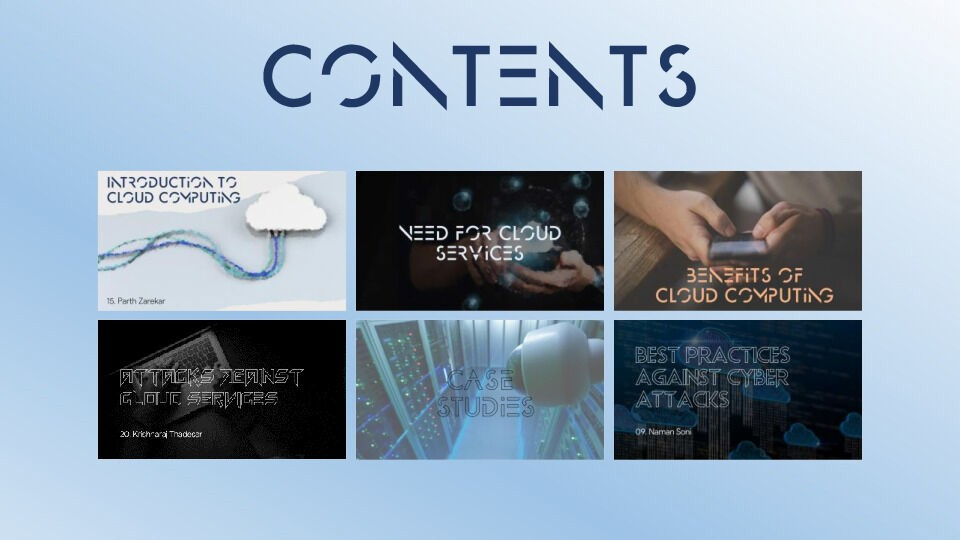 CONTENTS
INTRODUCTION TO
CLOUD COMPUTING
15. Parth Zarekar
NEED FOR CLOUD
SERVICES
BENEFITS OF
CLOUD COMPUTING
ATTACKS AGAINST
CLOUD SERVICES
20. Krishnaraj Thadesar
CASE
STUDIES
BEST PRACTICES
AGAINST CYBER
ATTACKS
09. Naman Soni